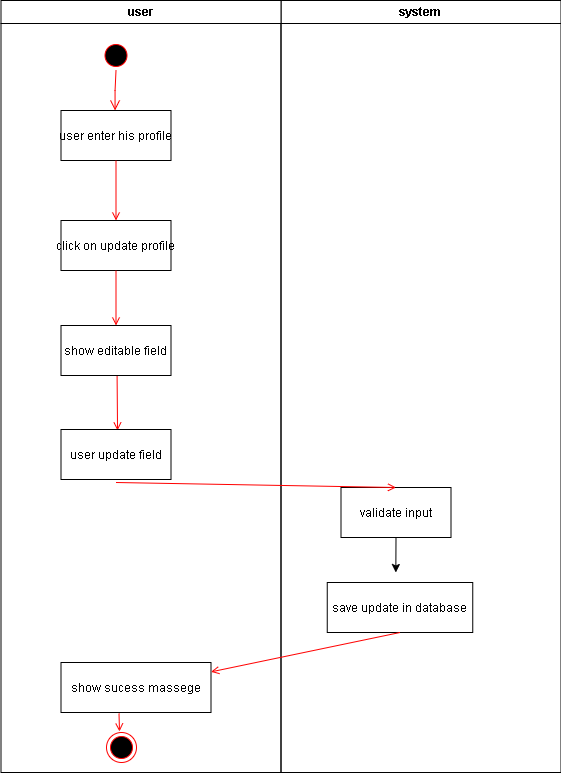 user
system
user enter his profile
click on update profile
show editable field
user update field
validate input
save update in database
show sucess massege